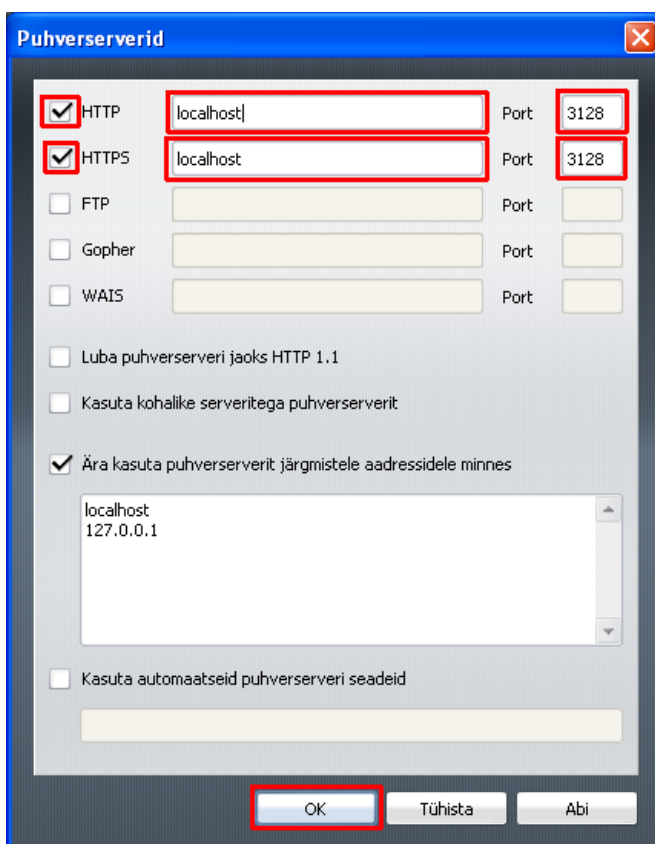 Puhverserverid
HTTP localhost Port 3128
HTTPS localhost Port 3128
FTP Port
Gopher Port
WAIS Port
Luba puhverserveri jaoks HTTP 1.1
Kasuta kohalike serveritega puhverserverit
Ära kasuta puhverserverit järgmistele aadressidele minnes
localhost
127.0.0.1
Kasuta automaatseid puhverserveri seadeid
OK Tühista Abi